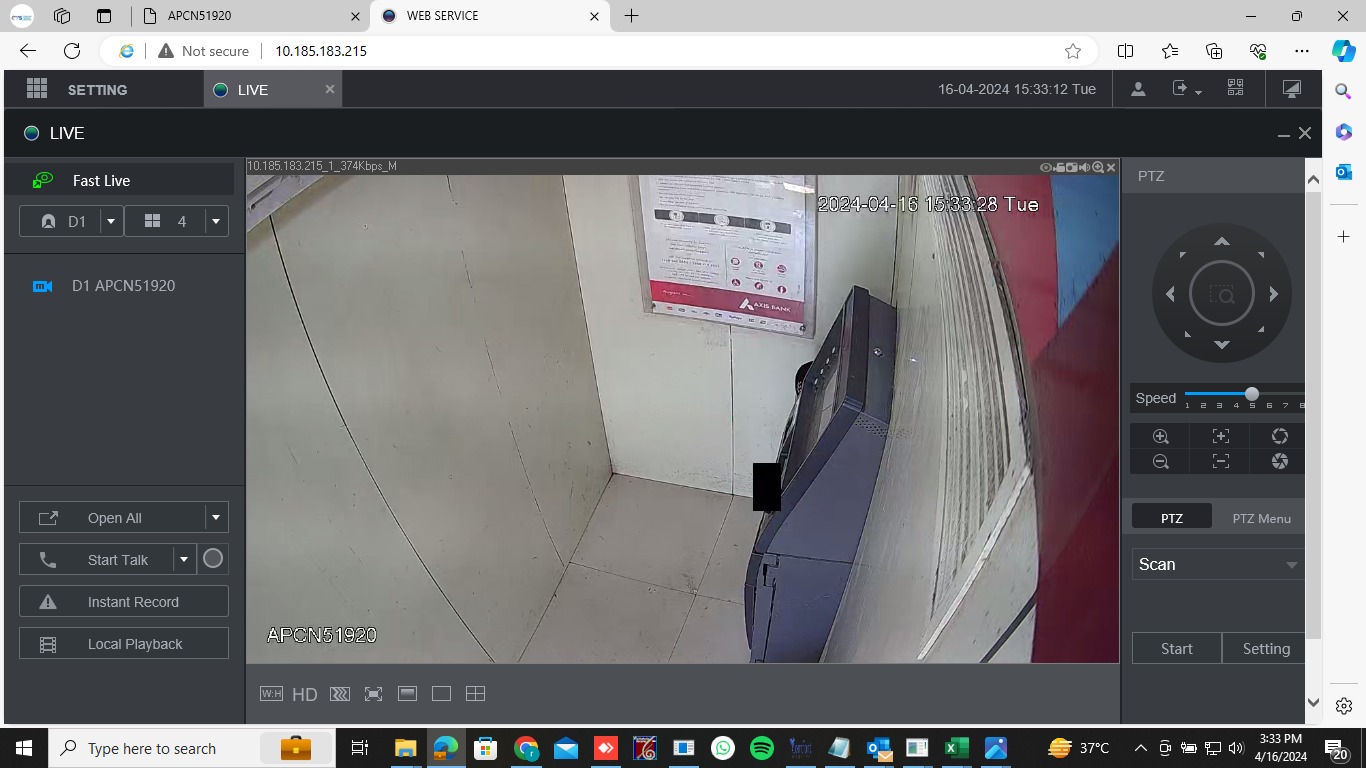 APCN51920
WEB SERVICE
Not secure
10.185.183.215
SETTING
LIVE
16-04-2024 15:33:12 Tue
LIVE
10.185.183.215_1_374Kbps_M
Fast Live
PTZ
2024-04-16 15:33:28 Tue
D1
4
D1 APCN51920
AXIS BANK
Speed
1 2 3 4 5 6 7 8
Open All
PTZ
PTZ Menu
Start Talk
Scan
Instant Record
APCN51920
Local Playback
Start
Setting
W:H
HD
Type here to search
37°C
3:33 PM
4/16/2024
20